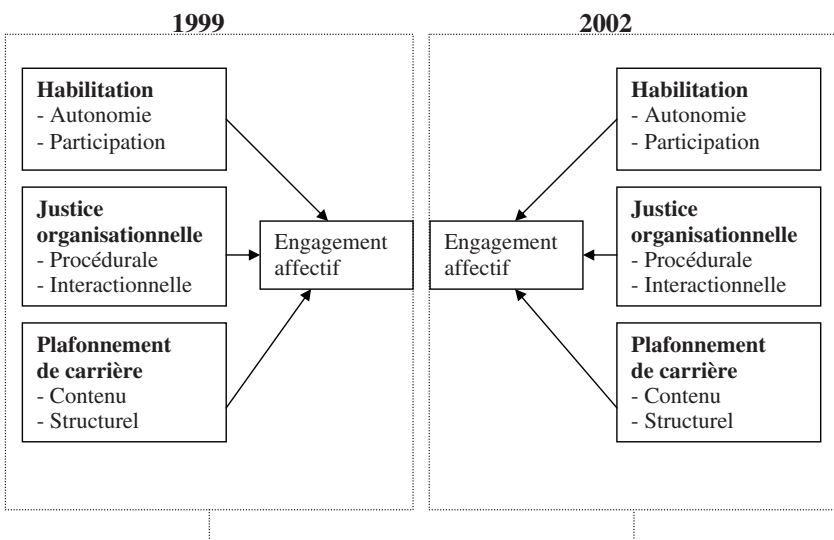 1999
Habilitation
- Autonomie
- Participation
Justice
organisationnelle
- Procédurale
- Interactionnelle
Plafonnement
de carrière
- Contenu
- Structurel
Engagement
affectif
2002
Engagement
affectif
Habilitation
- Autonomie
- Participation
Justice
organisationnelle
- Procédurale
- Interactionnelle
Plafonnement
de carrière
- Contenu
- Structurel